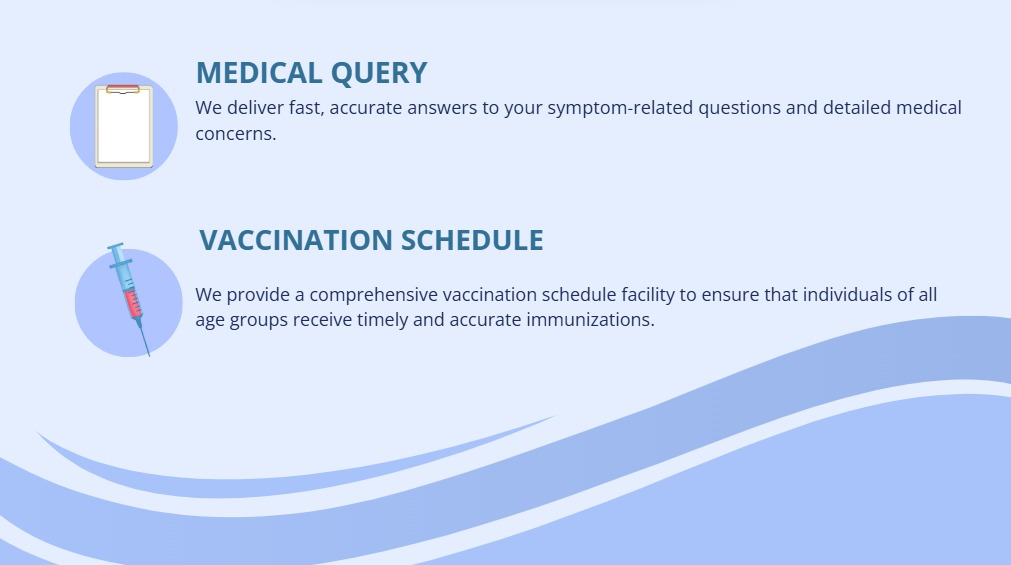 MEDICAL QUERY
We deliver fast, accurate answers to your symptom-related questions and detailed medical
concerns.
VACCINATION SCHEDULE
We provide a comprehensive vaccination schedule facility to ensure that individuals of all
age groups receive timely and accurate immunizations.